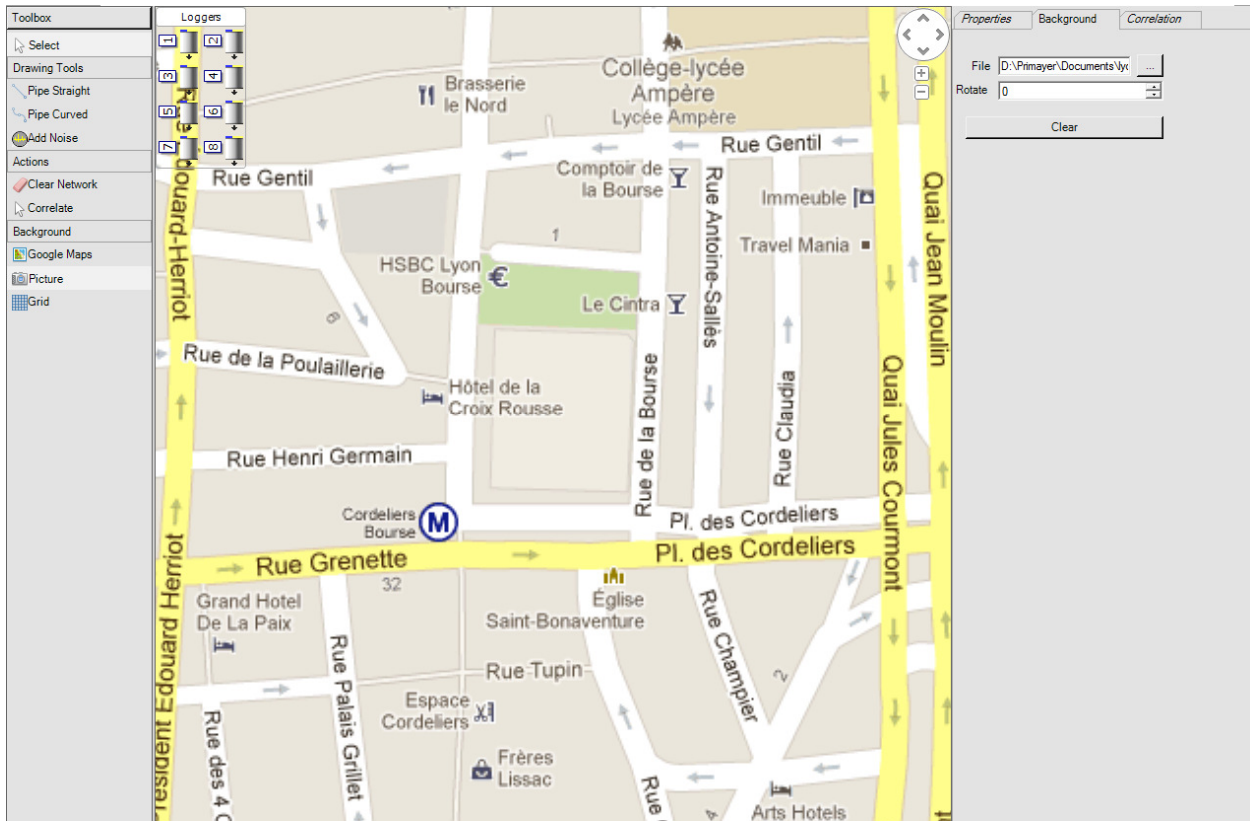 Toolbox
Select
Drawing Tools
Pipe Straight
Pipe Curved
Add Noise
Actions
Clear Network
Correlate
Background
Google Maps
Picture
Grid
Loggers
1
2
3
4
5
6
7
8
Brasserie
le Nord
Collège-lycée
Ampère
Lycée Ampère
Rue Gentil
Rue Gentil
Comptoir de
la Bourse
Immeuble
Travel Mania
1
HSBC Lyon
Bourse
€
Le Cintra
Rue Antoine-Sallès
Quai Jean Moulin
douard-Herriot
6
Rue de la Poulaillerie
Hôtel de la
Croix Rousse
Rue de la Bourse
Rue Claudia
Quai Jules Courmont
Rue Henri Germain
Cordeliers
Bourse
M
Pl. des Cordeliers
Pl. des Cordeliers
Rue Grenette
32
Grand Hotel
De La Paix
Église
Saint-Bonaventure
Rue Champier
Rue Tupin
2
Président Edouard Herriot
Rue Palais Grillet
Espace
Cordeliers
Rue des 4 C
Frères
Lissac
Rue
4
Arts Hotels
Properties
Background
Correlation
File D:\Primayer\Documents\lyc ...
Rotate 0
Clear